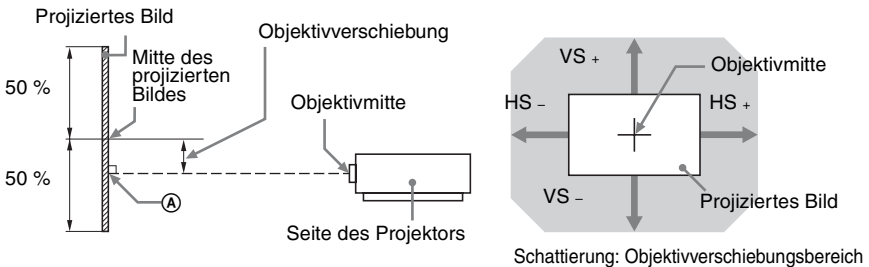 Projiziertes Bild
Objektivverschiebung
50 %
Mitte des
projizierten
Bildes
Objektivmitte
50 %
A
Seite des Projektors
VS +
Objektivmitte
HS –
HS +
VS –
Projiziertes Bild
Schattierung: Objektivverschiebungsbereich